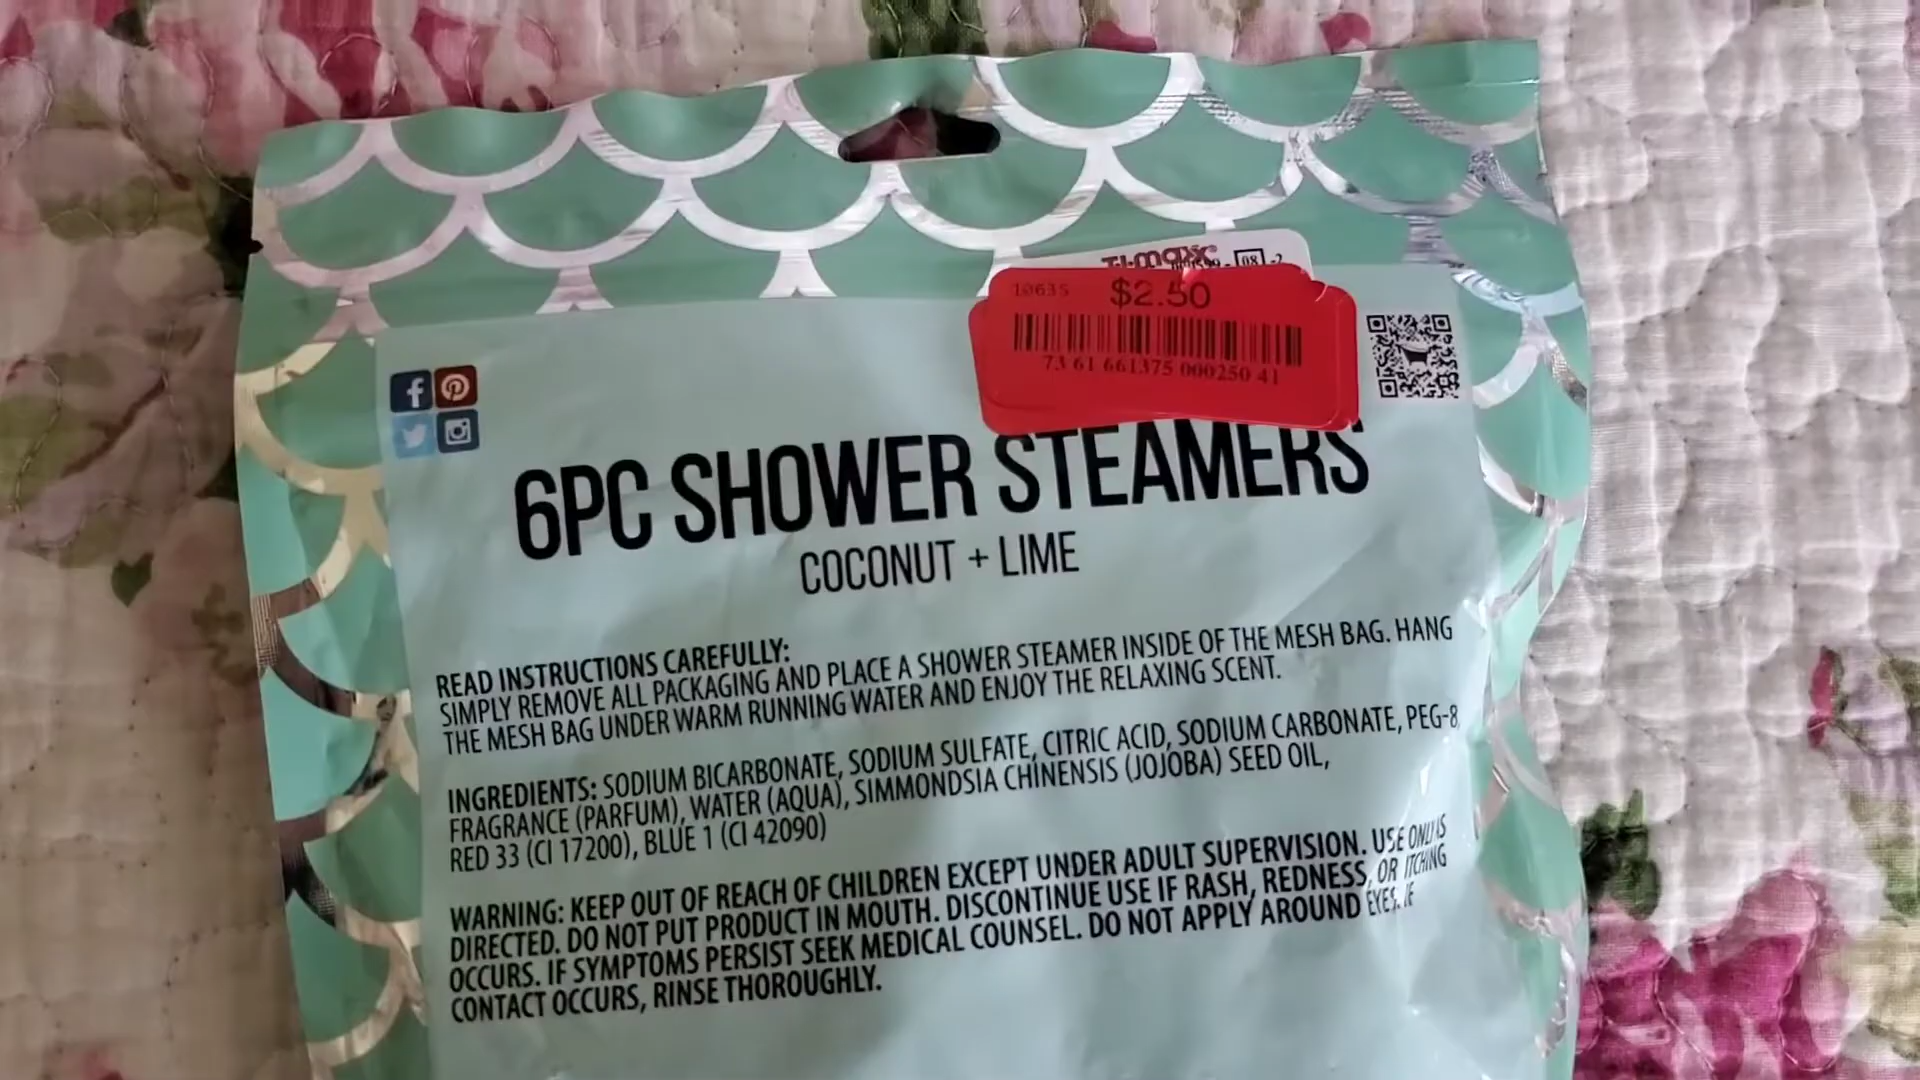 TJ-maxx
08 -2
10635 $2.50
73 61 661375 000250 41
6PC SHOWER STEAMERS
COCONUT + LIME
READ INSTRUCTIONS CAREFULLY:
SIMPLY REMOVE ALL PACKAGING AND PLACE A SHOWER STEAMER INSIDE OF THE MESH BAG. HANG
THE MESH BAG UNDER WARM RUNNING WATER AND ENJOY THE RELAXING SCENT.
INGREDIENTS: SODIUM BICARBONATE, SODIUM SULFATE, CITRIC ACID, SODIUM CARBONATE, PEG-8,
FRAGRANCE (PARFUM), WATER (AQUA), SIMMONDSIA CHINENSIS (JOJOBA) SEED OIL,
RED 33 (CI 17200), BLUE 1 (CI 42090)
WARNING: KEEP OUT OF REACH OF CHILDREN EXCEPT UNDER ADULT SUPERVISION. USE ONLY AS
DIRECTED. DO NOT PUT PRODUCT IN MOUTH. DISCONTINUE USE IF RASH, REDNESS, OR ITCHING
OCCURS. IF SYMPTOMS PERSIST SEEK MEDICAL COUNSEL. DO NOT APPLY AROUND EYES. IF
CONTACT OCCURS, RINSE THOROUGHLY.